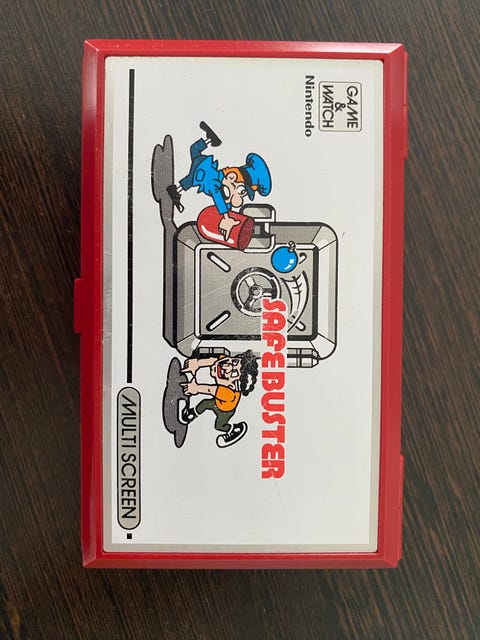 GAME
&
WATCH
Nintendo
SAFEBUSTER
MULTI SCREEN